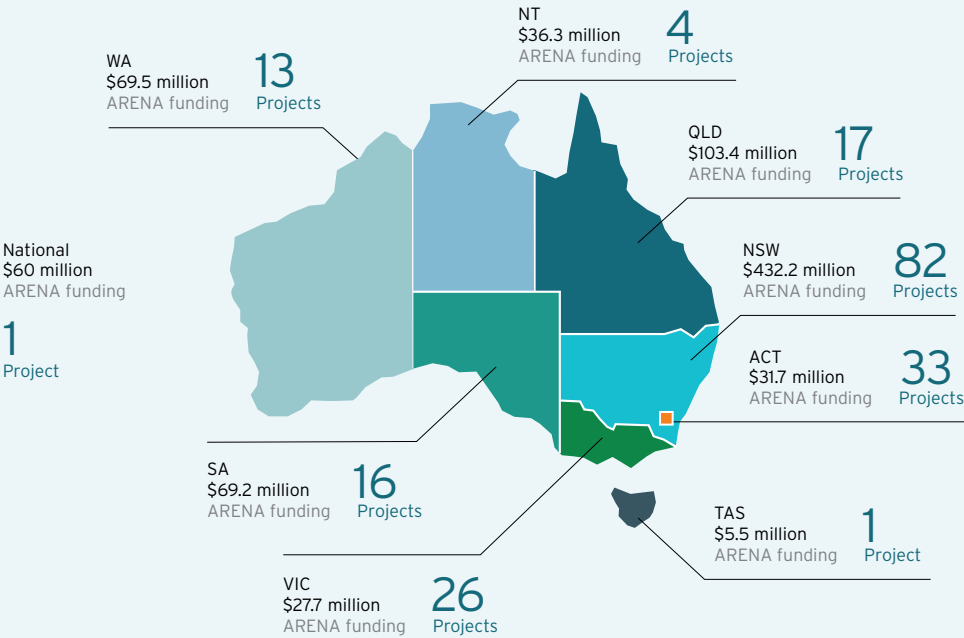 NT
$36.3 million
ARENA funding
4
Projects
WA
$69.5 million
ARENA funding
13
Projects
QLD
$103.4 million
ARENA funding
17
Projects
National
$60 million
ARENA funding
1
Project
NSW
$432.2 million
ARENA funding
82
Projects
ACT
$31.7 million
ARENA funding
33
Projects
SA
$69.2 million
ARENA funding
16
Projects
TAS
$5.5 million
ARENA funding
1
Project
VIC
$27.7 million
ARENA funding
26
Projects